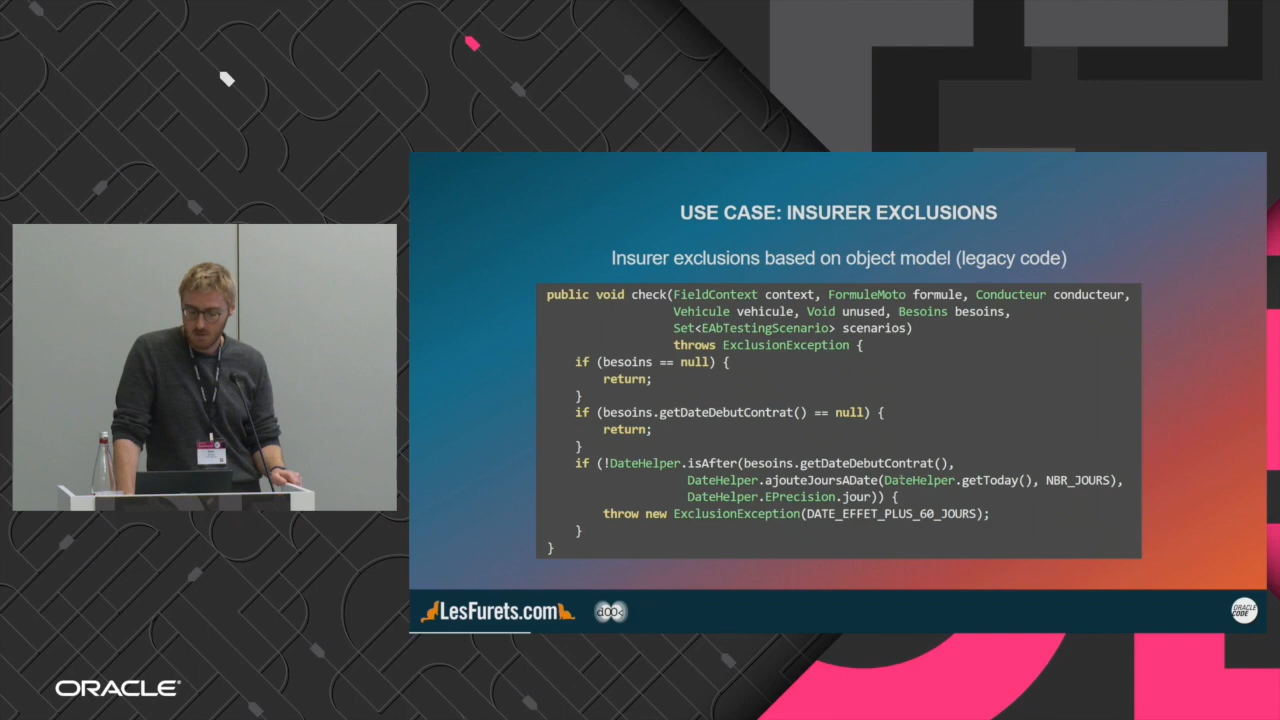 USE CASE: INSURER EXCLUSIONS
Insurer exclusions based on object model (legacy code)
public void check(FieldContext context, FormuleMoto formule, Conducteur conducteur,
Vehicule vehicule, Void unused, Besoins besoins,
Set<EAbTestingScenario> scenarios)
throws ExclusionException {
if (besoins == null) {
return;
}
if (besoins.getDateDebutContrat() == null) {
return;
}
if (!DateHelper.isAfter(besoins.getDateDebutContrat(),
DateHelper.ajouteJoursADate(DateHelper.getToday(), NBR_JOURS),
DateHelper.EPrecision.jour)) {
throw new ExclusionException(DATE_EFFET_PLUS_60_JOURS);
}
}
LesFurets.com
dOO<
ORACLE
CODE
ORACLE